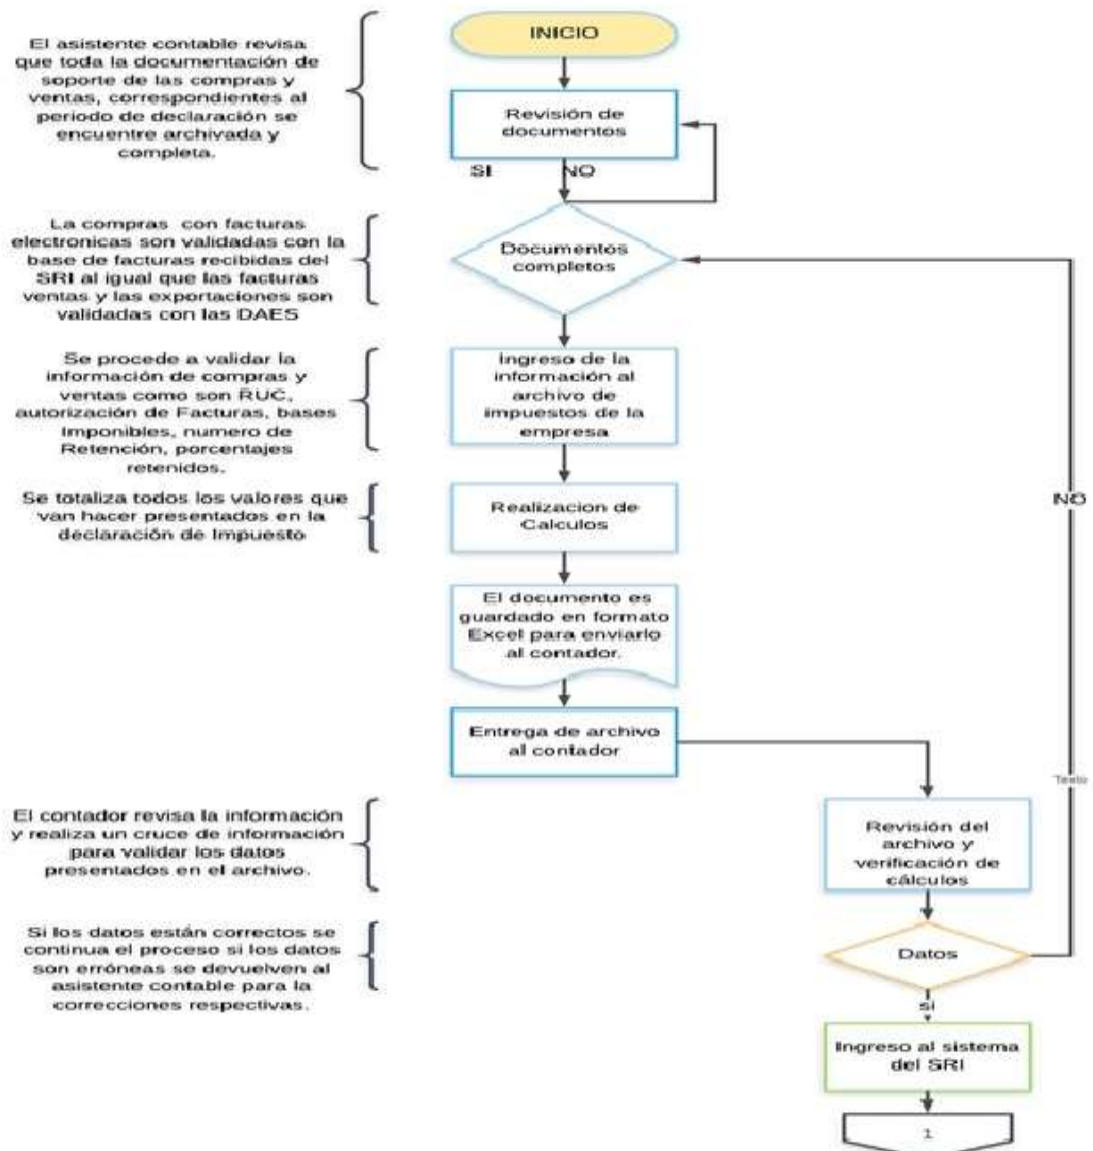 INICIO
El asistente contable revisa
que toda la documentación de
soporte de las compras y
ventas, correspondientes al
periodo de declaración se
encuentre archivada y
completa.
Revisión de
documentos
SI
NO
La compras con facturas
electronicas son validadas con la
base de facturas recibidas del
SRI al igual que las facturas
ventas y las exportaciones son
validadas con las DAES
Documentos
completos
Se procede a validar la
información de compras y
ventas como son RUC,
autorización de Facturas, bases
Imponibles, numero de
Retención, porcentajes
retenidos.
Ingreso de la
información al
archivo de
impuestos de la
empresa
Se totaliza todos los valores que
van hacer presentados en la
declaración de Impuesto
Realizacion de
Calculos
NO
El documento es
guardado en formato
Excel para enviarlo
al contador.
Entrega de archivo
al contador
Texto
El contador revisa la información
y realiza un cruce de información
para validar los datos
presentados en el archivo.
Revisión del
archivo y
verificación de
cálculos
Si los datos están correctos se
continua el proceso si los datos
son erróneas se devuelven al
asistente contable para la
correcciones respectivas.
Datos
si
Ingreso al sistema
del SRI
1